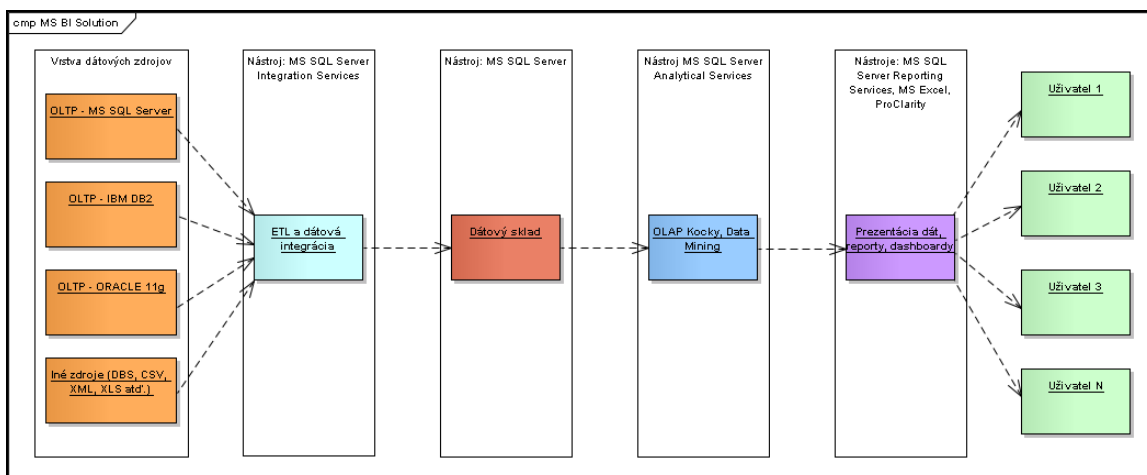 cmp MS BI Solution
Vrstva dátových zdrojov
OLTP - MS SQL Server
OLTP - IBM DB2
OLTP - ORACLE 11g
Iné zdroje (DBS, CSV,
XML, XLS atď.)
Nástroj: MS SQL Server
Integration Services
ETL a dátová
integrácia
Nástroj: MS SQL Server
Dátový sklad
Nástroj MS SQL Server
Analytical Services
OLAP Kocky, Data
Mining
Nástroje: MS SQL
Server Reporting
Services, MS Excel,
ProClarity
Prezentácia dát,
reporty, dashboardy
Uživatel 1
Uživatel 2
Uživatel 3
Uživatel N